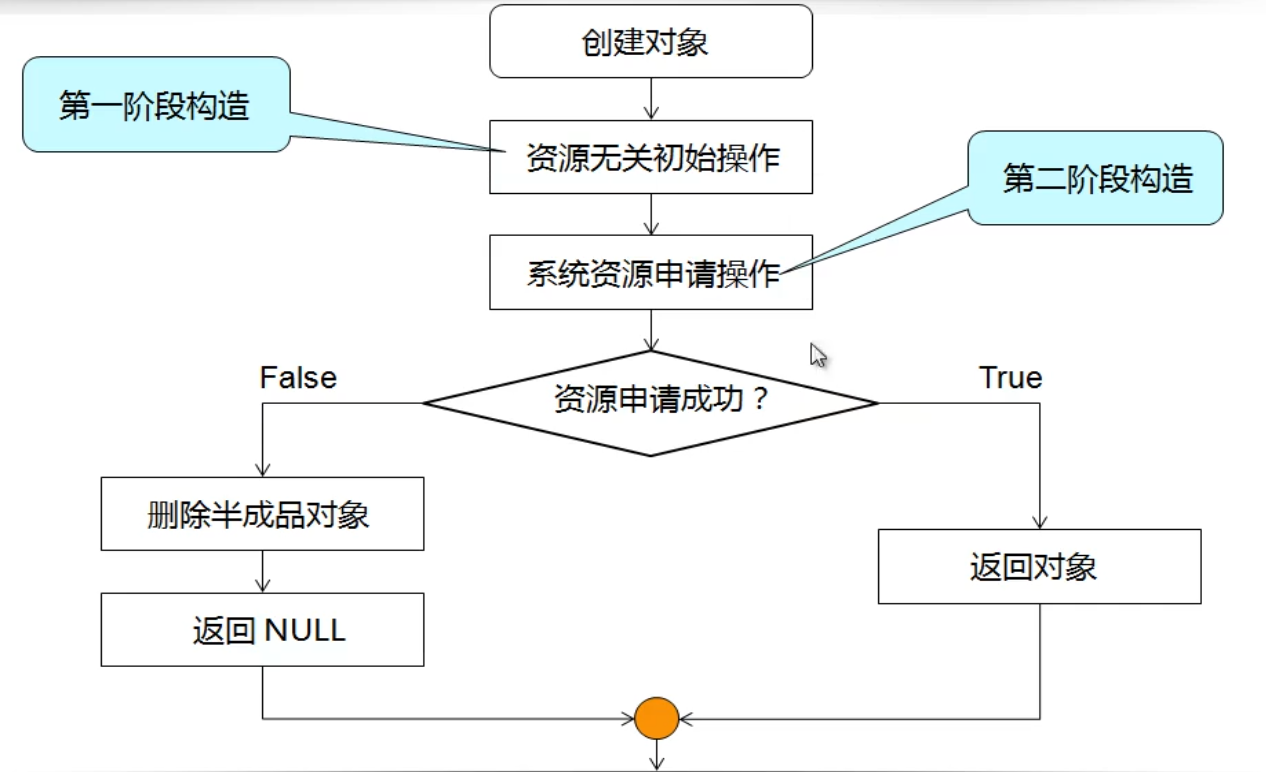 创建对象
第一阶段构造
资源无关初始操作
第二阶段构造
系统资源申请操作
False
True
资源申请成功？
删除半成品对象
返回对象
返回 NULL